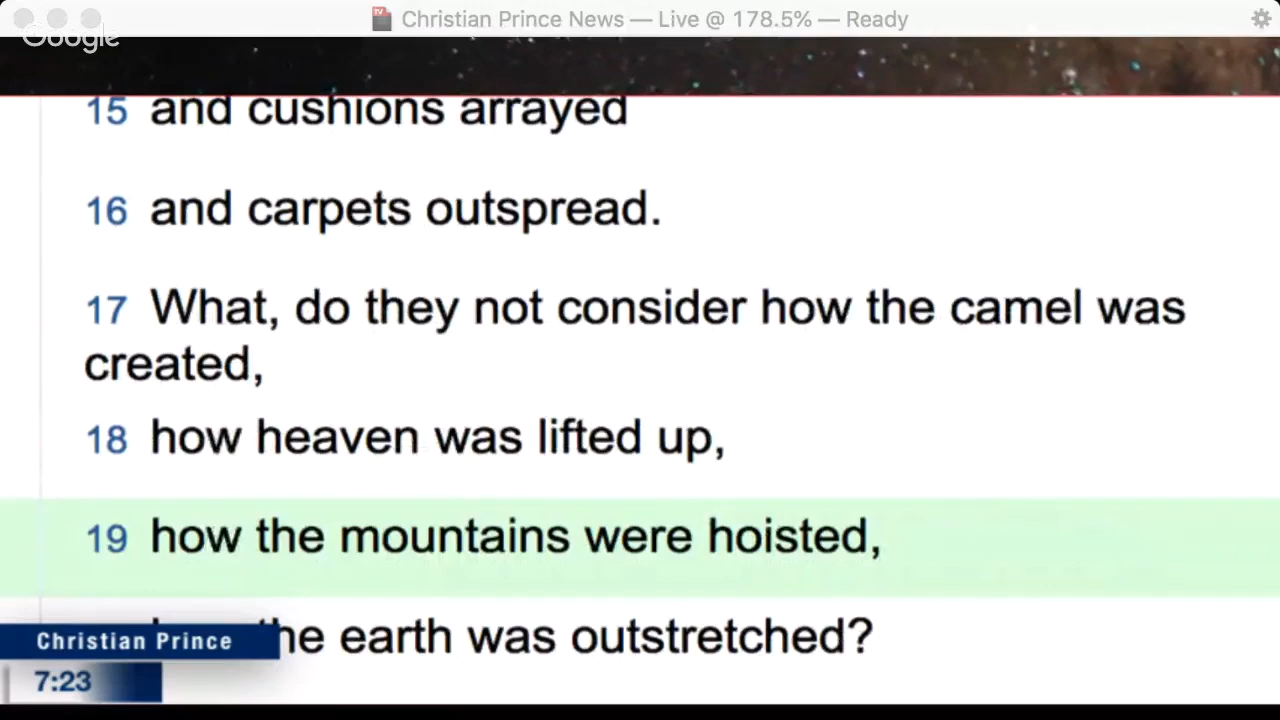 Christian Prince News — Live @ 178.5% — Ready
Google
15 and cushions arrayed
16 and carpets outspread.
17 What, do they not consider how the camel was
created,
18 how heaven was lifted up,
19 how the mountains were hoisted,
the earth was outstretched?
Christian Prince
7:23